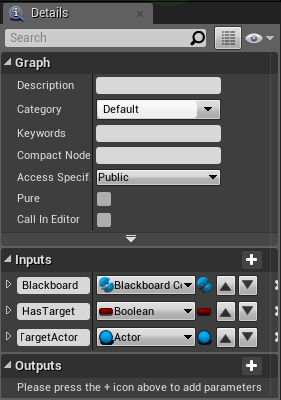 Details
Search
Graph
Description
Category
Default
Keywords
Compact Node
Access Specif
Public
Pure
Call In Editor
Inputs
Blackboard
Blackboard Co
HasTarget
Boolean
TargetActor
Actor
Outputs
Please press the + icon above to add parameters